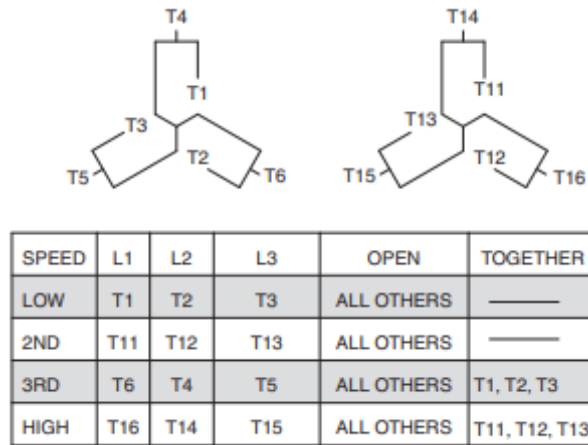 T4 T14
T1 T11
T3 T13
T2 T12
T5 T6 T15 T16
SPEED L1 L2 L3 OPEN TOGETHER
LOW T1 T2 T3 ALL OTHERS ———
2ND T11 T12 T13 ALL OTHERS ———
3RD T6 T4 T5 ALL OTHERS T1, T2, T3
HIGH T16 T14 T15 ALL OTHERS T11, T12, T13